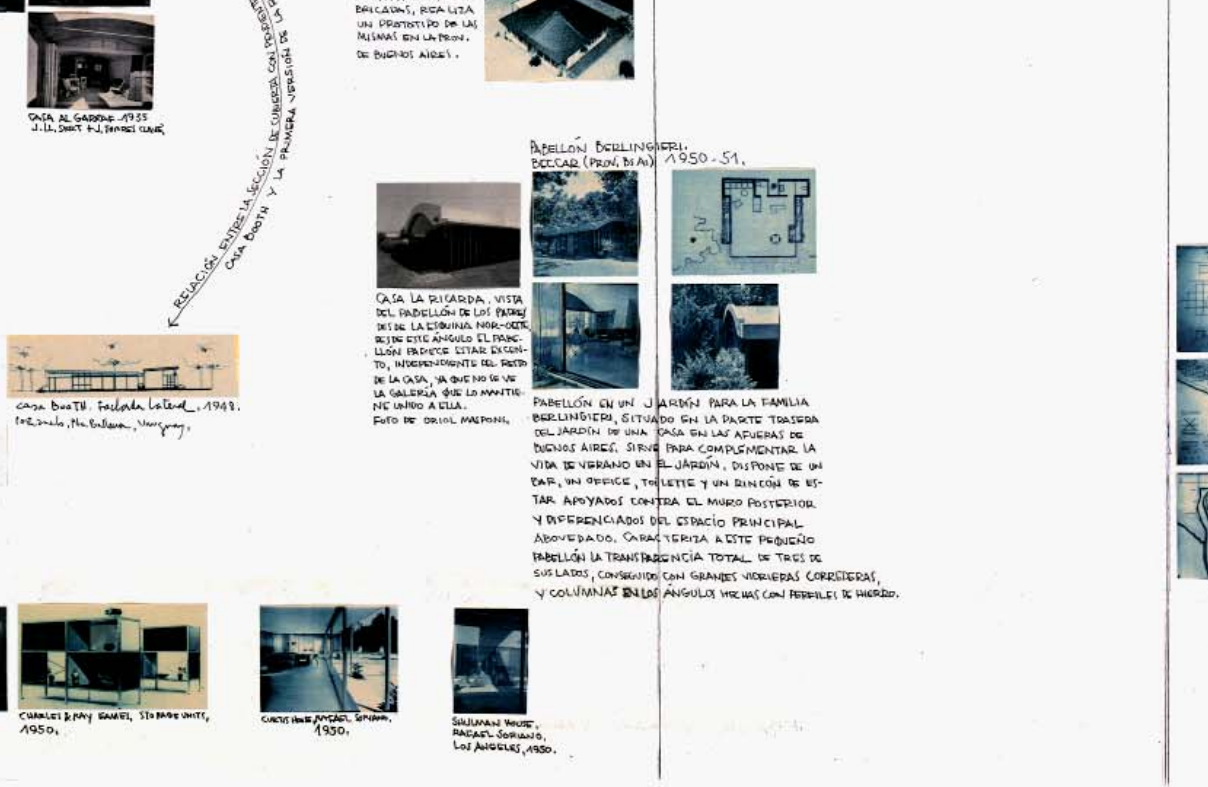 BRICADAS, REALIZA
UN PROTOTIPO DE LAS
MISMAS EN LA PROV.
DE BUENOS AIRES.
CASA AL GARRAF. 1935
J.LL. SERT + J. TORRES CLAVÉ,
RELACIÓN ENTRE LA SECCIÓN DE CUBIERTA CON
CASA BOOTH Y LA PRIMERA VERSIÓN DE LA
PABELLÓN BERLINGIERI.
BECCAR (PROV. BS AS) 1950-51.
CASA LA RICARDA. VISTA
DEL PABELLÓN DE LOS PADRES
DESDE LA ESQUINA NOR-OESTE,
DESDE ESTE ÁNGULO EL PABE-
LLÓN PARECE ESTAR EXCEN-
TO, INDEPENDIENTE DEL RESTO
DE LA CASA, YA QUE NO SE VE
LA GALERÍA QUE LO MANTIE-
NE UNIDO A ELLA.
FOTO DE ORIOL MASPONS.
CASA BOOTH. Fachada Lateral, 1948.
Pta Ballena, Uruguay.
PABELLÓN EN UN JARDÍN PARA LA FAMILIA
BERLINGIERI, SITUADO EN LA PARTE TRASERA
DEL JARDÍN DE UNA CASA EN LAS AFUERAS DE
BUENOS AIRES. SIRVE PARA COMPLEMENTAR LA
VIDA DE VERANO EN EL JARDÍN. DISPONE DE UN
BAR, UN OFFICE, TOILETTE Y UN RINCÓN DE ES-
TAR APOYADOS CONTRA EL MURO POSTERIOR
Y DIFERENCIADOS DEL ESPACIO PRINCIPAL
ABOVEDADO. CARACTERIZA A ESTE PEQUEÑO
PABELLÓN LA TRANSPARENCIA TOTAL DE TRES DE
SUS LADOS, CONSEGUIDO CON GRANDES VIDRIERAS CORREDERAS,
Y COLUMNAS EN LOS ÁNGULOS HECHAS CON PERFILES DE HIERRO.
CHARLES & RAY EAMES, STORAGE UNITS,
1950.
CURTIS HOUSE, RAFAEL SORIANO,
1950.
SHULMAN HOUSE.
RAFAEL SORIANO,
LOS ANGELES, 1950.